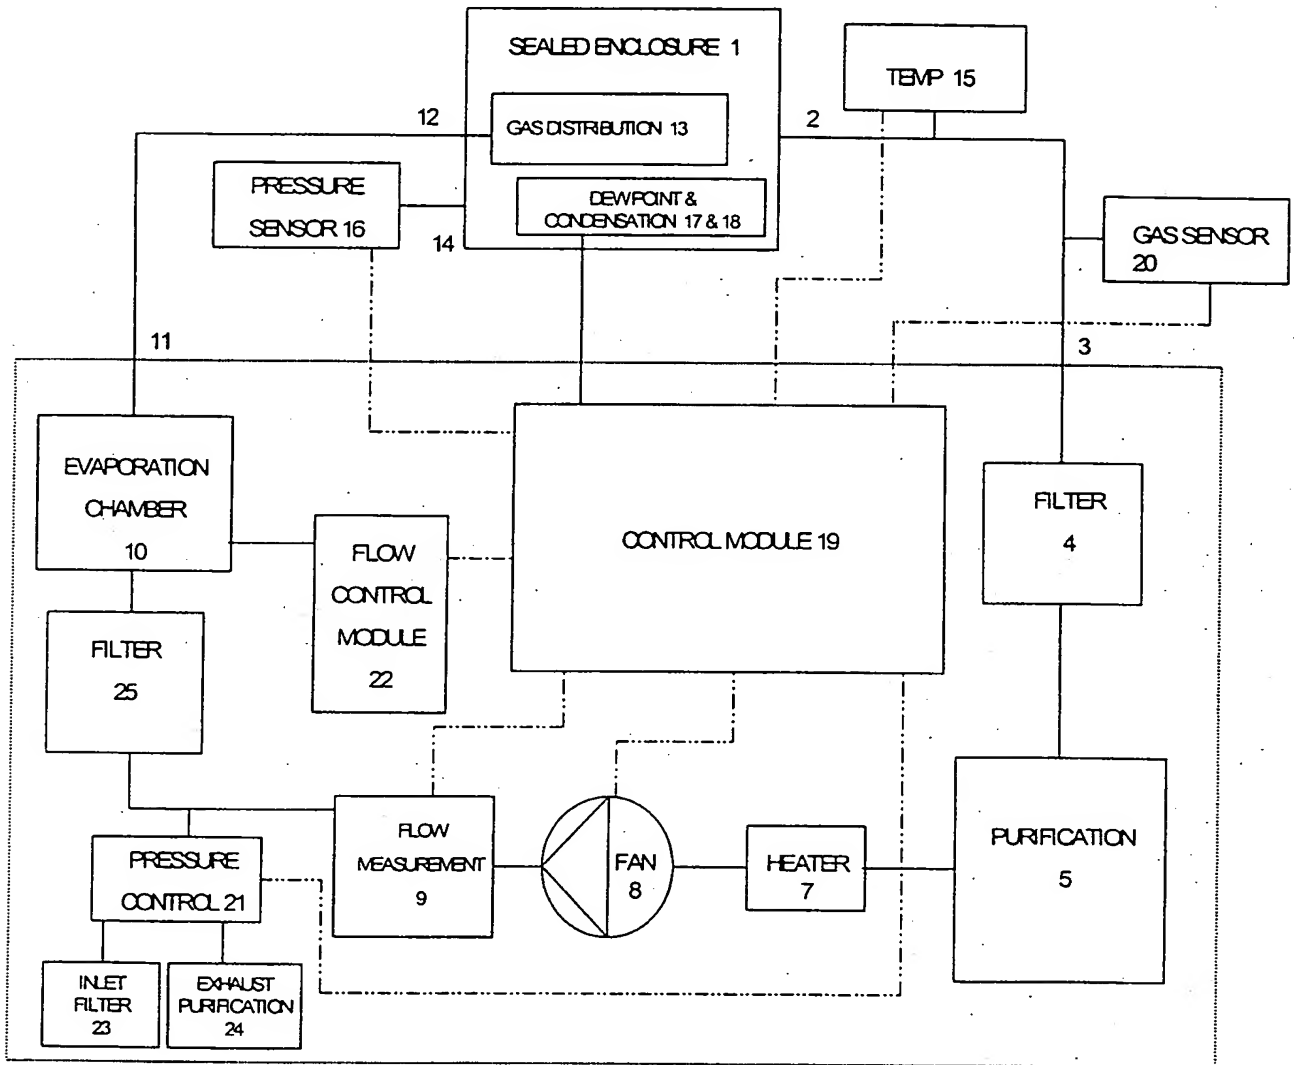 SEALED ENCLOSURE 1
TEMP 15
12
GAS DISTRIBUTION 13
2
PRESSURE
SENSOR 16
DEWPOINT &
CONDENSATION 17 & 18
14
GAS SENSOR
20
11
3
EVAPORATION
CHAMBER
10
FLOW
CONTROL
MODULE
22
CONTROL MODULE 19
FILTER
4
FILTER
25
FLOW
MEASUREMENT
9
FAN
8
HEATER
7
PURIFICATION
5
PRESSURE
CONTROL 21
INLET
FILTER
23
EXHAUST
PURIFICATION
24